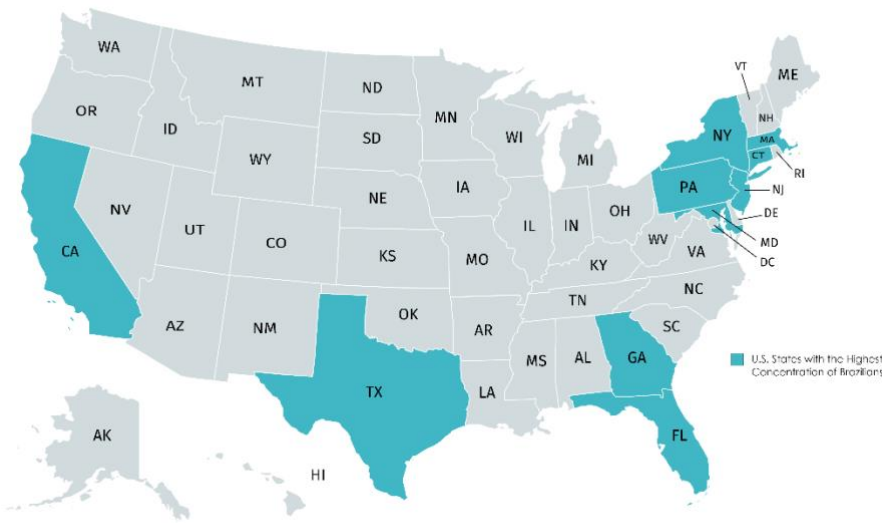 WA
MT
ND
MN
VT
ME
OR
ID
SD
WI
MI
NY
NH
MA
CT
RI
WY
IA
PA
NJ
NV
NE
IL
IN
OH
DE
UT
CO
KS
MO
WV
VA
MD
DC
CA
KY
NC
AZ
NM
OK
AR
TN
SC
MS
AL
GA
TX
LA
U.S. States with the Highest
Concentration of Brazilians
FL
AK
HI